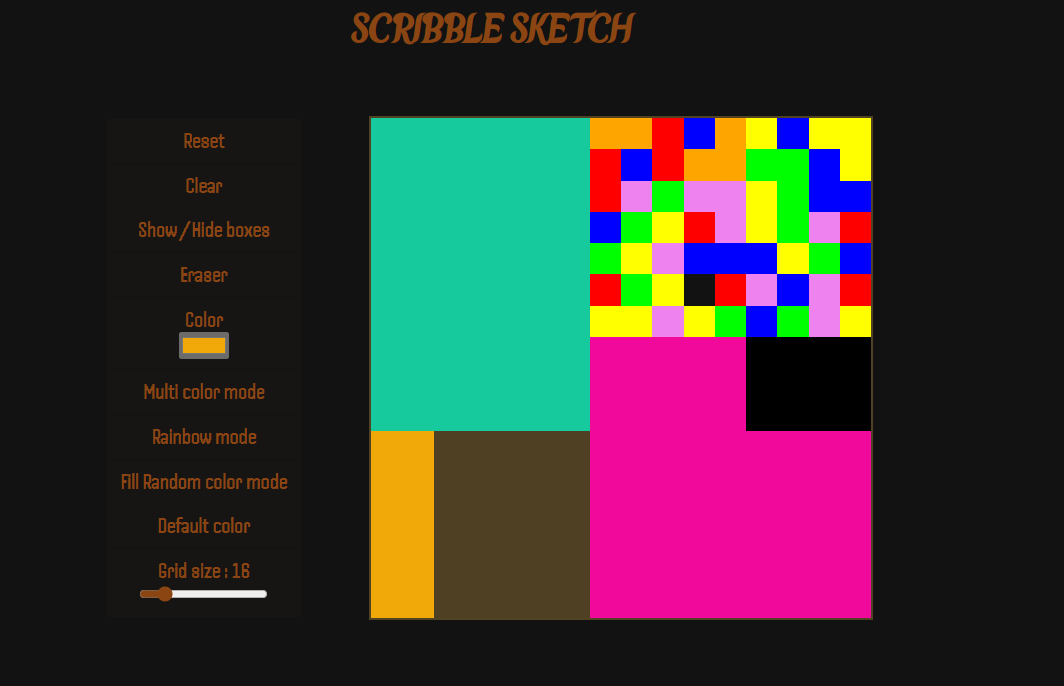 SCRIBBLE SKETCH
Reset
Clear
Show/Hide boxes
Eraser
Color
Multi color mode
Rainbow mode
Fill Random color mode
Default color
Grid size : 16